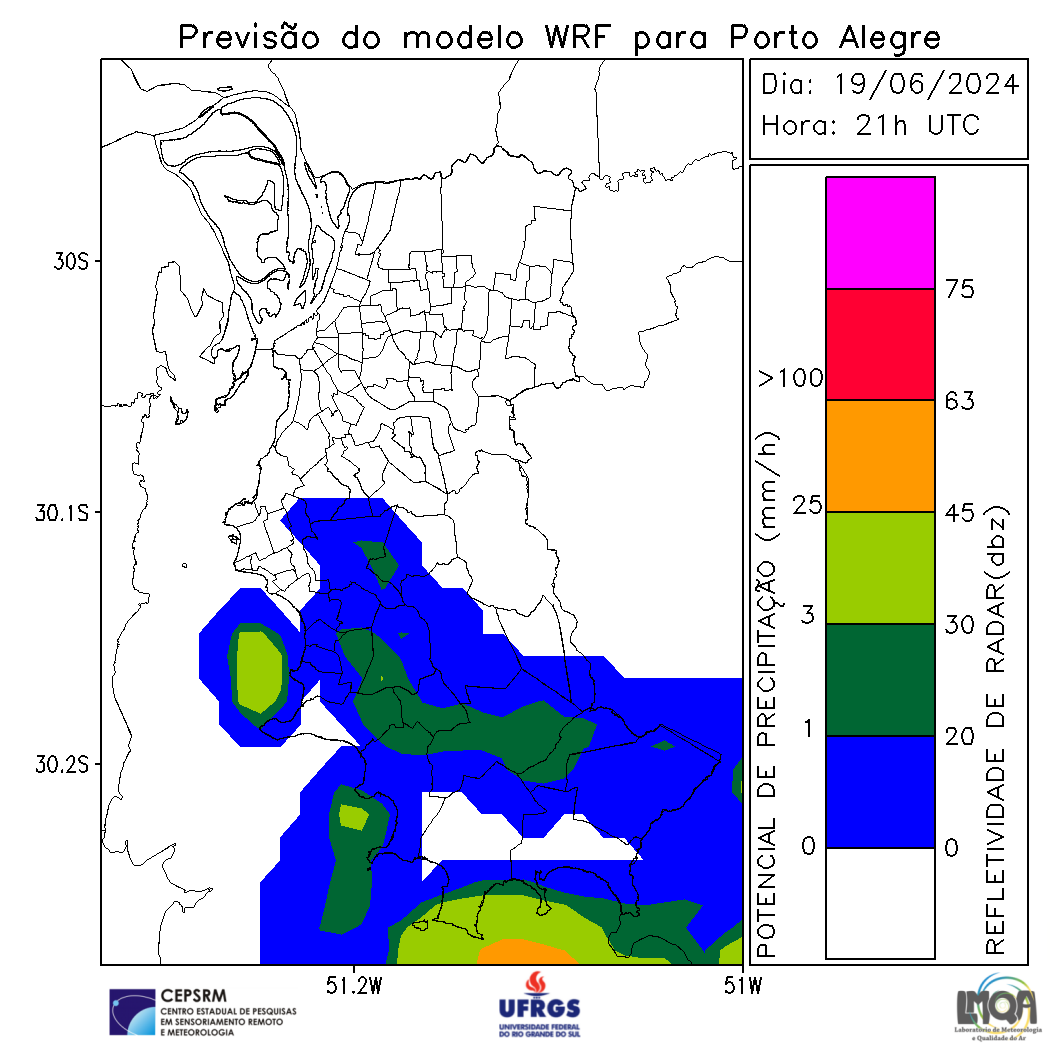 Previsão do modelo WRF para Porto Alegre
Dia: 19/06/2024
Hora: 21h UTC
30S
30.1S
30.2S
51.2W
51W
POTENCIAL DE PRECIPITAÇÃO (mm/h)
>100
25
3
1
0
75
63
45
30
20
0
REFLETIVIDADE DE RADAR(dbz)
CEPSRM
CENTRO ESTADUAL DE PESQUISAS
EM SENSORIAMENTO REMOTO
E METEOROLOGIA
UFRGS
UNIVERSIDADE FEDERAL
DO RIO GRANDE DO SUL
LMQA
Laboratório de Meteorologia
e Qualidade do Ar